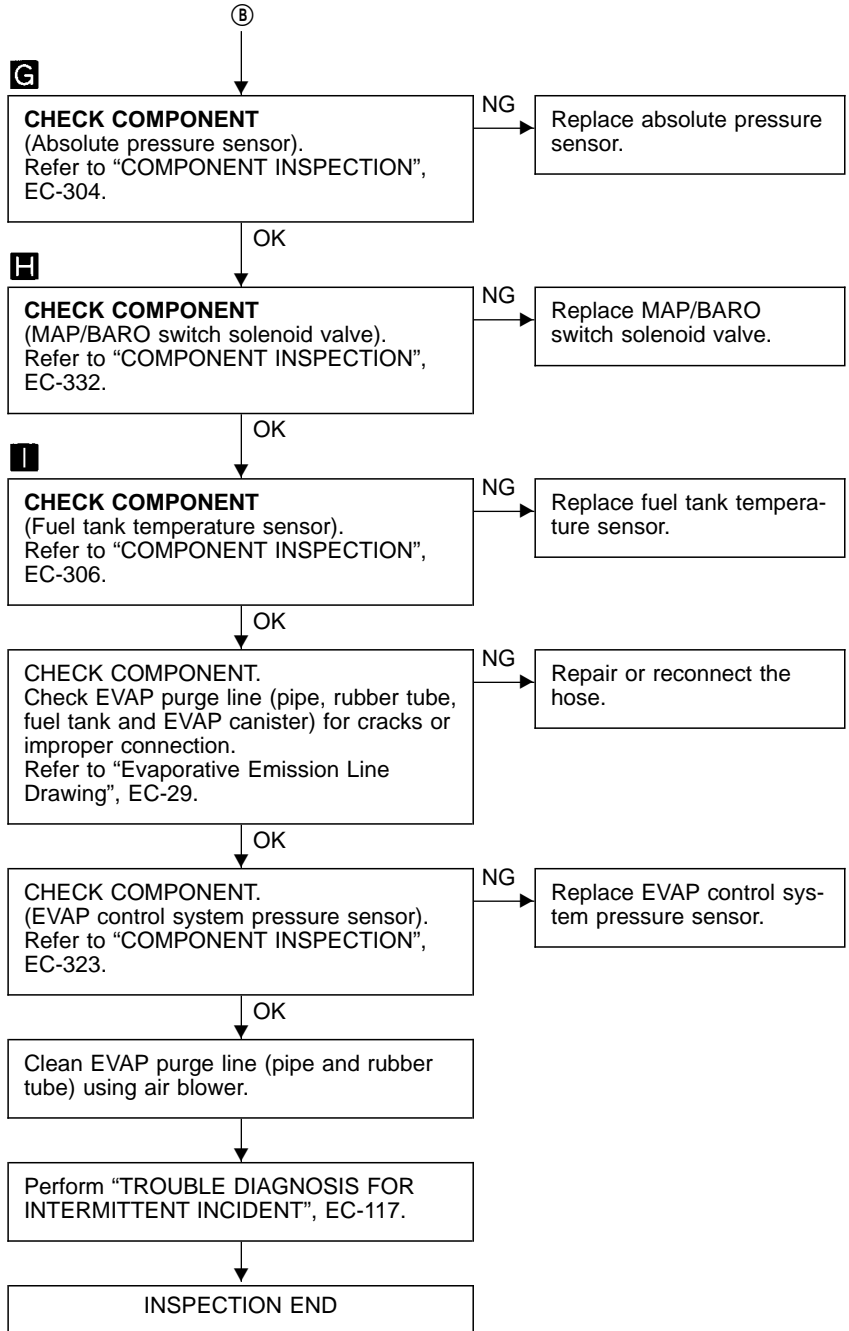 Ⓑ
G
CHECK COMPONENT
(Absolute pressure sensor).
Refer to “COMPONENT INSPECTION”,
EC-304.
NG
Replace absolute pressure
sensor.
OK
H
CHECK COMPONENT
(MAP/BARO switch solenoid valve).
Refer to “COMPONENT INSPECTION”,
EC-332.
NG
Replace MAP/BARO
switch solenoid valve.
OK
I
CHECK COMPONENT
(Fuel tank temperature sensor).
Refer to “COMPONENT INSPECTION”,
EC-306.
NG
Replace fuel tank tempera-
ture sensor.
OK
CHECK COMPONENT.
Check EVAP purge line (pipe, rubber tube,
fuel tank and EVAP canister) for cracks or
improper connection.
Refer to “Evaporative Emission Line
Drawing”, EC-29.
NG
Repair or reconnect the
hose.
OK
CHECK COMPONENT.
(EVAP control system pressure sensor).
Refer to “COMPONENT INSPECTION”,
EC-323.
NG
Replace EVAP control sys-
tem pressure sensor.
OK
Clean EVAP purge line (pipe and rubber
tube) using air blower.
Perform “TROUBLE DIAGNOSIS FOR
INTERMITTENT INCIDENT”, EC-117.
INSPECTION END